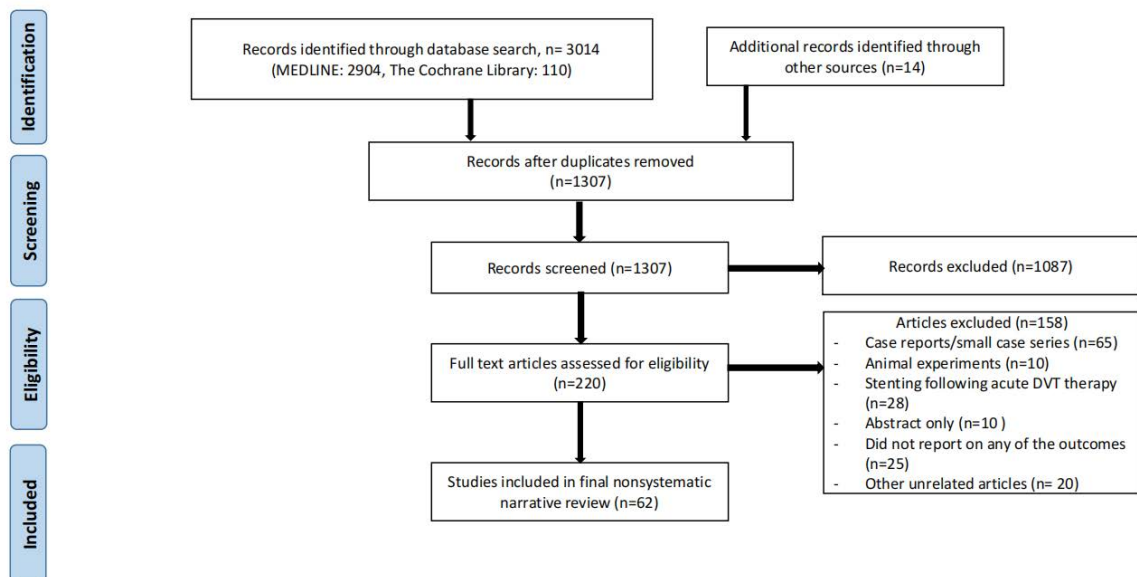 Identification
Records identified through database search, n= 3014
(MEDLINE: 2904, The Cochrane Library: 110)
Additional records identified through
other sources (n=14)
Records after duplicates removed
(n=1307)
Screening
Records screened (n=1307)
Records excluded (n=1087)
Eligibility
Full text articles assessed for eligibility
(n=220)
Articles excluded (n=158)
- Case reports/small case series (n=65)
- Animal experiments (n=10)
- Stenting following acute DVT therapy
(n=28)
- Abstract only (n=10 )
- Did not report on any of the outcomes
(n=25)
- Other unrelated articles (n= 20)
Included
Studies included in final nonsystematic
narrative review (n=62)